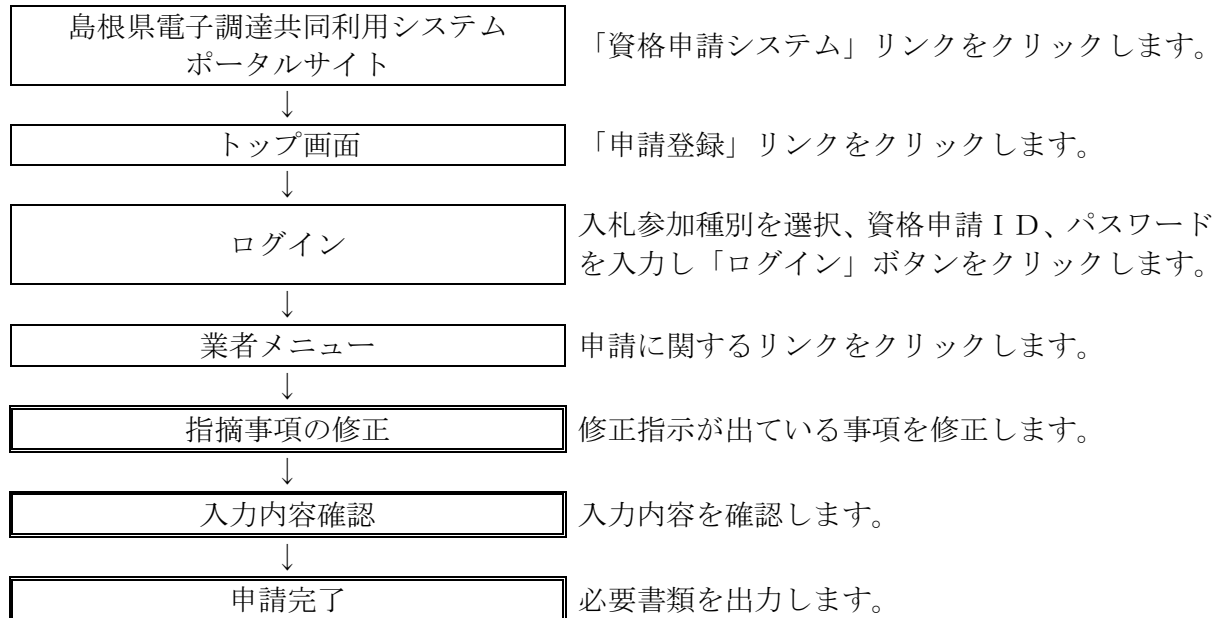 島根県電子調達共同利用システム
ポータルサイト
「資格申請システム」リンクをクリックします。
↓
トップ画面
「申請登録」リンクをクリックします。
↓
ログイン
入札参加種別を選択、資格申請ＩＤ、パスワード
を入力し「ログイン」ボタンをクリックします。
↓
業者メニュー
申請に関するリンクをクリックします。
↓
指摘事項の修正
修正指示が出ている事項を修正します。
↓
入力内容確認
入力内容を確認します。
↓
申請完了
必要書類を出力します。